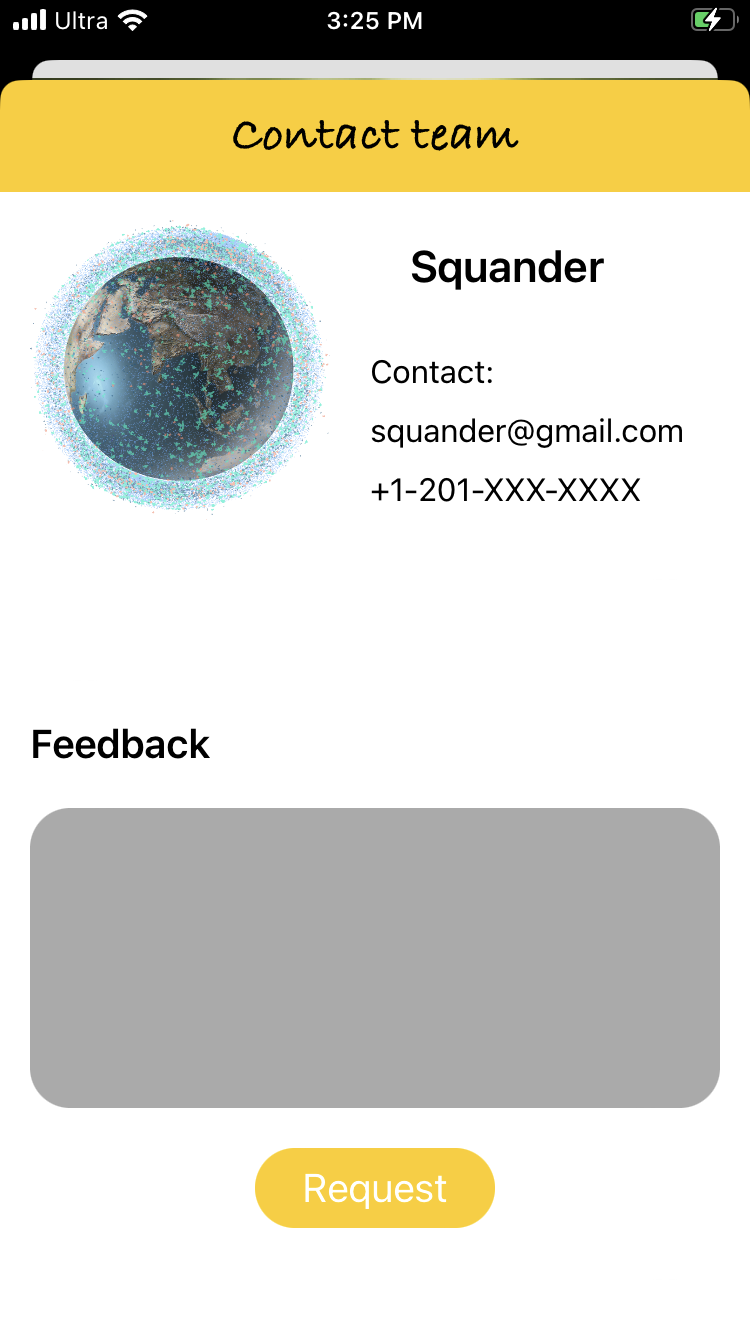 Ultra 3:25 PM
Contact team
Squander
Contact:
squander@gmail.com
+1-201-XXX-XXXX
Feedback
Request